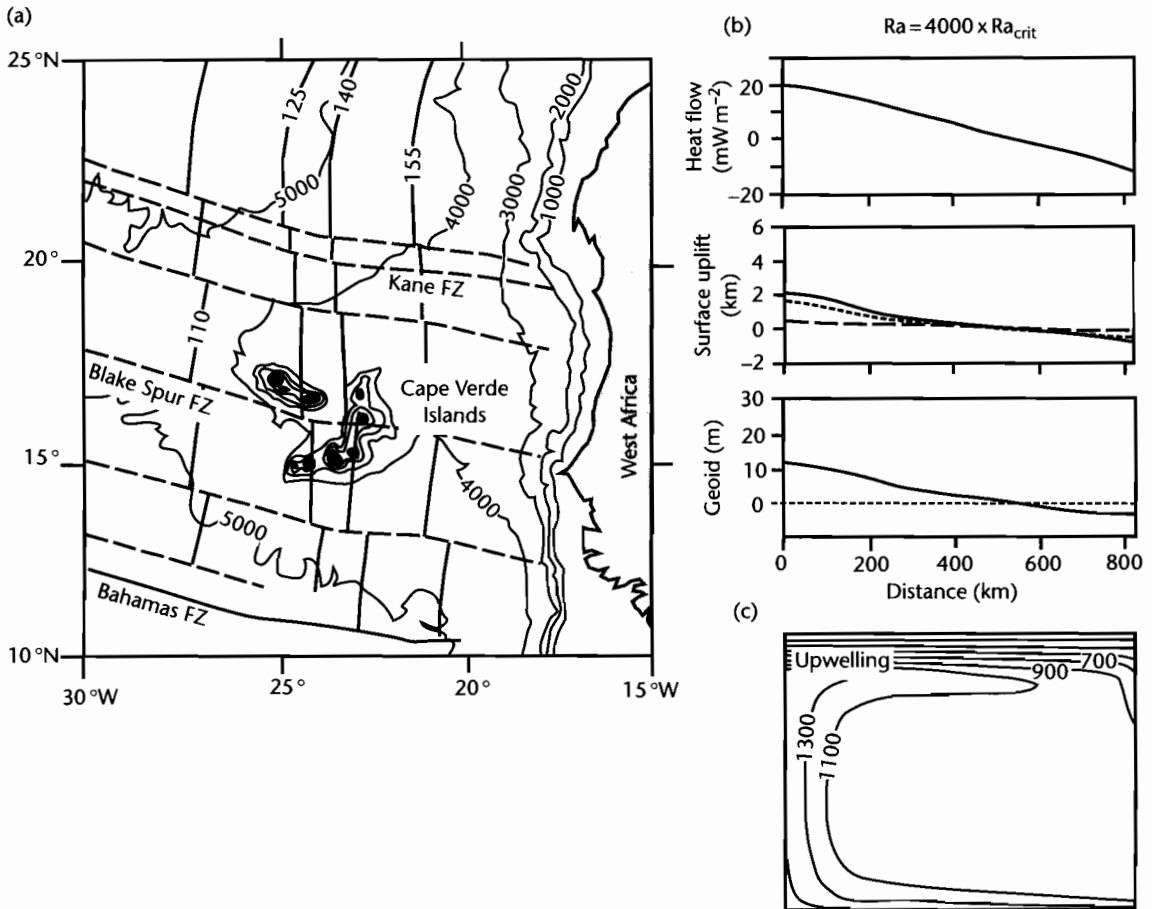 (a)
25°N
20°
15°
10°N
30°W
25°
20°
15°W
125
140
155
110
5000
4000
3000
2000
1000
Kane FZ
Blake Spur FZ
Cape Verde
Islands
West Africa
4000
5000
Bahamas FZ
(b)
Ra = 4000 x Ra_crit
Heat flow
(mW m⁻²)
20
0
−20
Surface uplift
(km)
6
4
2
0
−2
Geoid (m)
30
20
10
0
0 200 400 600 800
Distance (km)
(c)
Upwelling
700
900
1300
1100